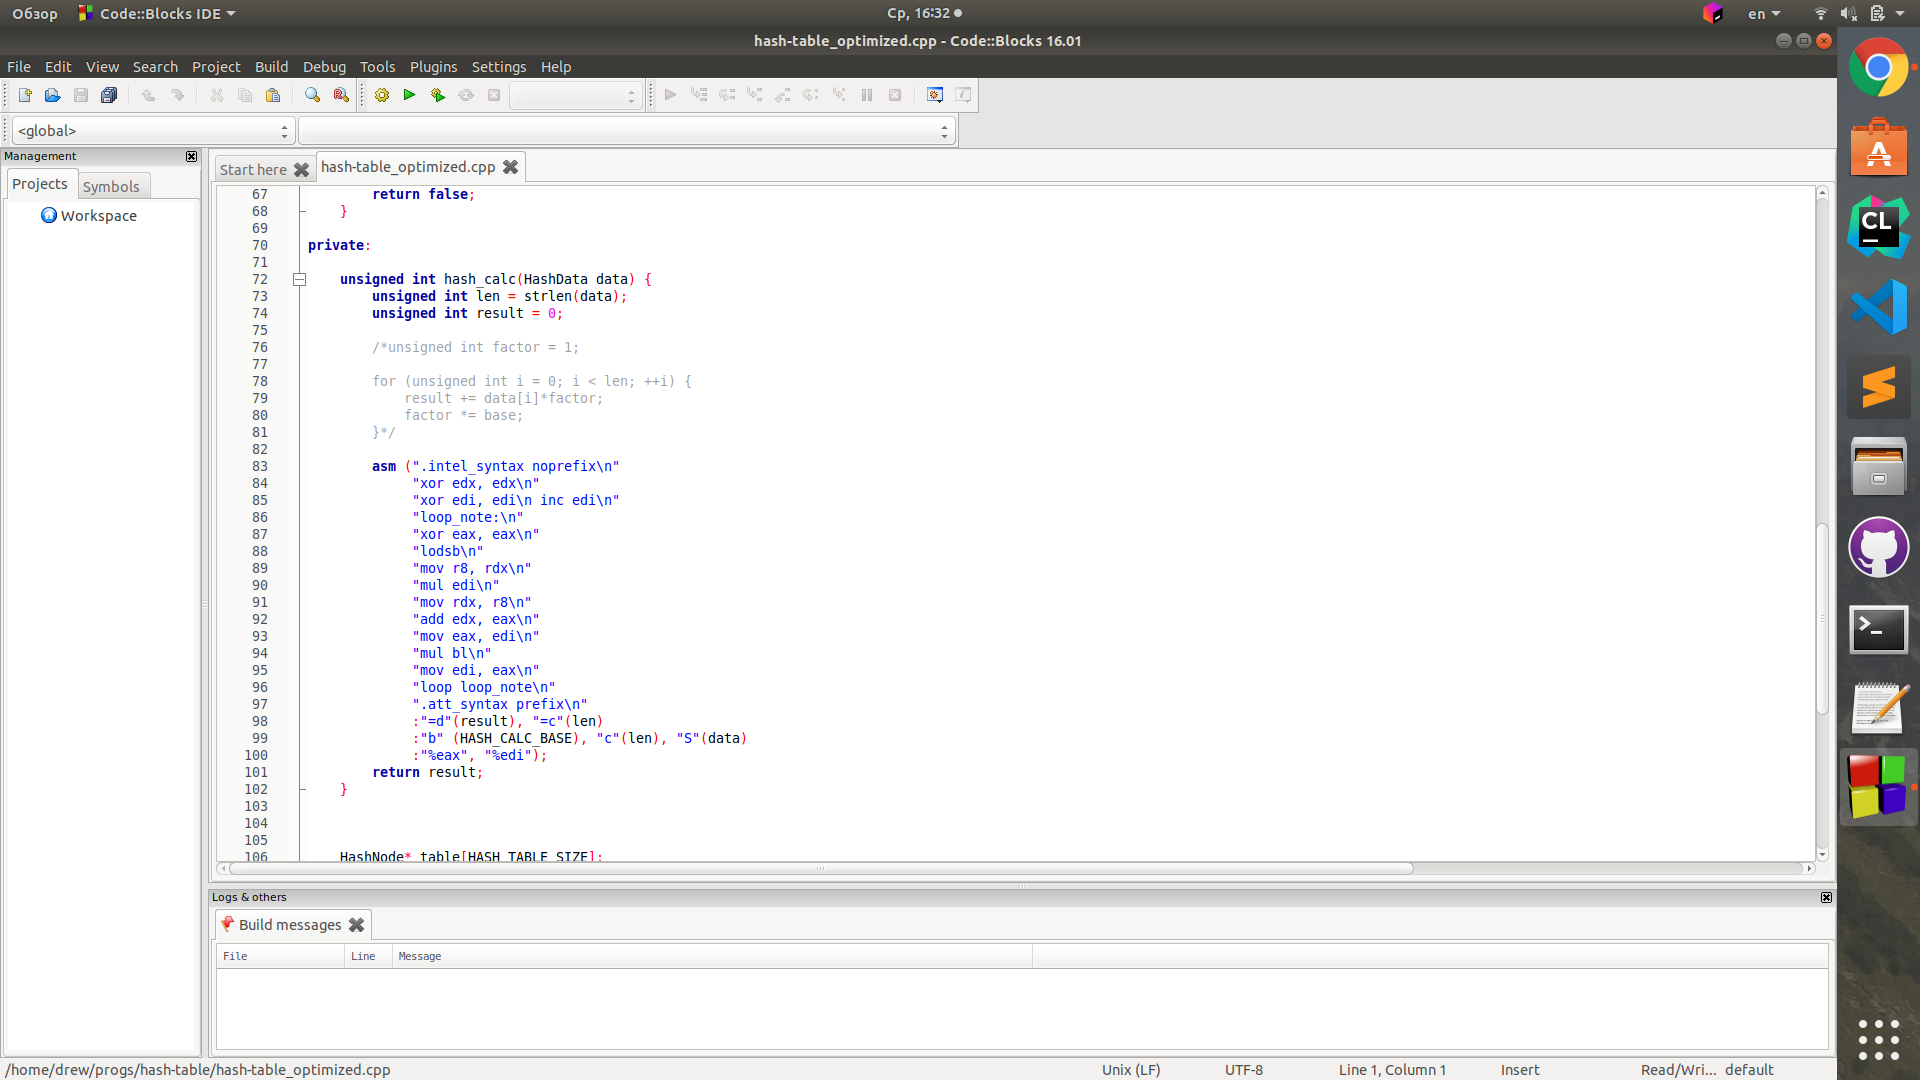 Обзор Code::Blocks IDE Ср, 16:32 en
hash-table_optimized.cpp - Code::Blocks 16.01
File Edit View Search Project Build Debug Tools Plugins Settings Help
<global>
Management
Projects Symbols
Workspace
Start here hash-table_optimized.cpp
67 return false;
68 }
69
70 private:
71
72 unsigned int hash_calc(HashData data) {
73 unsigned int len = strlen(data);
74 unsigned int result = 0;
75
76 /*unsigned int factor = 1;
77
78 for (unsigned int i = 0; i < len; ++i) {
79 result += data[i]*factor;
80 factor *= base;
81 }*/
82
83 asm (".intel_syntax noprefix\n"
84 "xor edx, edx\n"
85 "xor edi, edi\n inc edi\n"
86 "loop_note:\n"
87 "xor eax, eax\n"
88 "lodsb\n"
89 "mov r8, rdx\n"
90 "mul edi\n"
91 "mov rdx, r8\n"
92 "add edx, eax\n"
93 "mov eax, edi\n"
94 "mul bl\n"
95 "mov edi, eax\n"
96 "loop loop_note\n"
97 ".att_syntax prefix\n"
98 :"=d"(result), "=c"(len)
99 :"b" (HASH_CALC_BASE), "c"(len), "S"(data)
100 :"%eax", "%edi");
101 return result;
102 }
103
104
105
106 HashNode* table[HASH_TABLE_SIZE];
Logs & others
Build messages
File Line Message
/home/drew/progs/hash-table/hash-table_optimized.cpp Unix (LF) UTF-8 Line 1, Column 1 Insert Read/Wri... default
CL